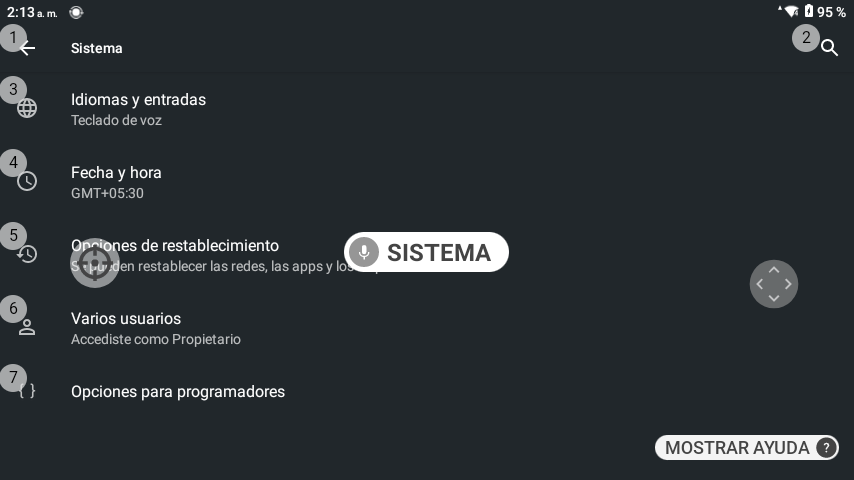 2:13 a. m. 95 %
1 Sistema 2
3 Idiomas y entradas
Teclado de voz
4 Fecha y hora
GMT+05:30
5 Opciones de restablecimiento
den restablecer las redes, las apps y los
SISTEMA
6 Varios usuarios
Accediste como Propietario
7 { } Opciones para programadores
MOSTRAR AYUDA ?